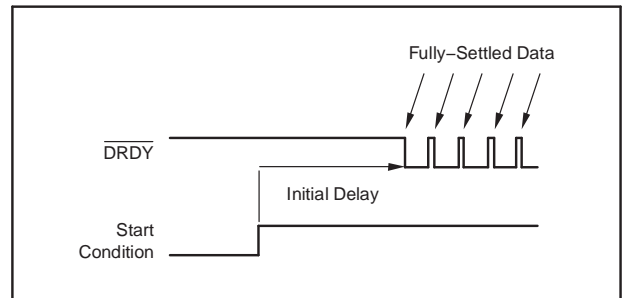 Fully−Settled Data
DRDY
Initial Delay
Start
Condition